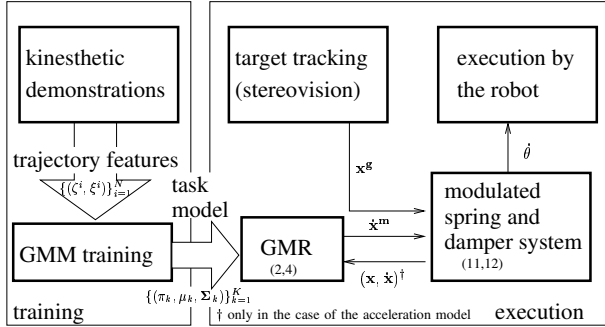 kinesthetic
demonstrations
trajectory features
{(ζ^i, ξ^i)}_{i=1}^N
GMM training
{(π_k, μ_k, Σ_k)}_{k=1}^K
training
task
model
target tracking
(stereovision)
x^g
GMR
(2,4)
ẋ^m
(x, ẋ)^†
execution by
the robot
θ̇
modulated
spring and
damper system
(11,12)
† only in the case of the acceleration model
execution